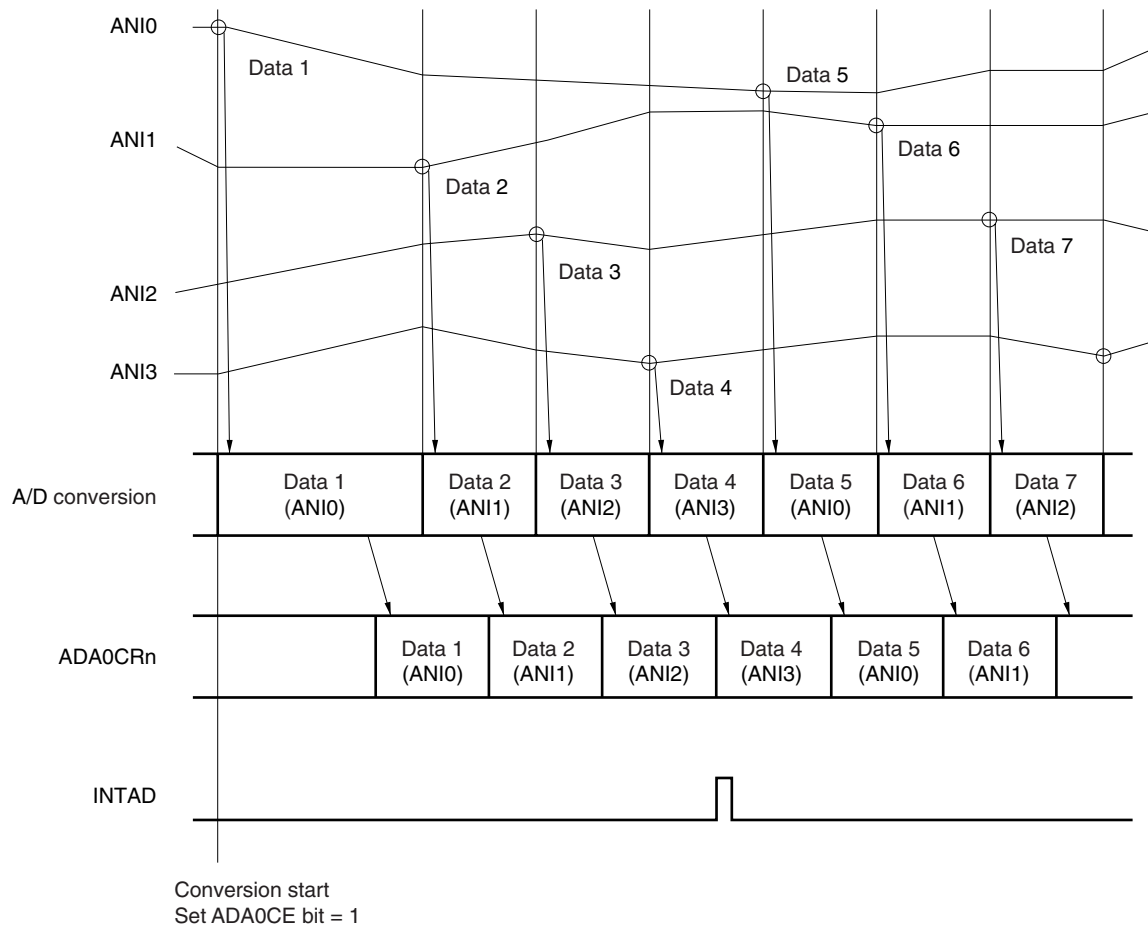 ANI0
Data 1
Data 5
ANI1
Data 6
Data 2
Data 7
Data 3
ANI2
ANI3
Data 4
A/D conversion
Data 1
(ANI0)
Data 2
(ANI1)
Data 3
(ANI2)
Data 4
(ANI3)
Data 5
(ANI0)
Data 6
(ANI1)
Data 7
(ANI2)
ADA0CRn
Data 1
(ANI0)
Data 2
(ANI1)
Data 3
(ANI2)
Data 4
(ANI3)
Data 5
(ANI0)
Data 6
(ANI1)
INTAD
Conversion start
Set ADA0CE bit = 1